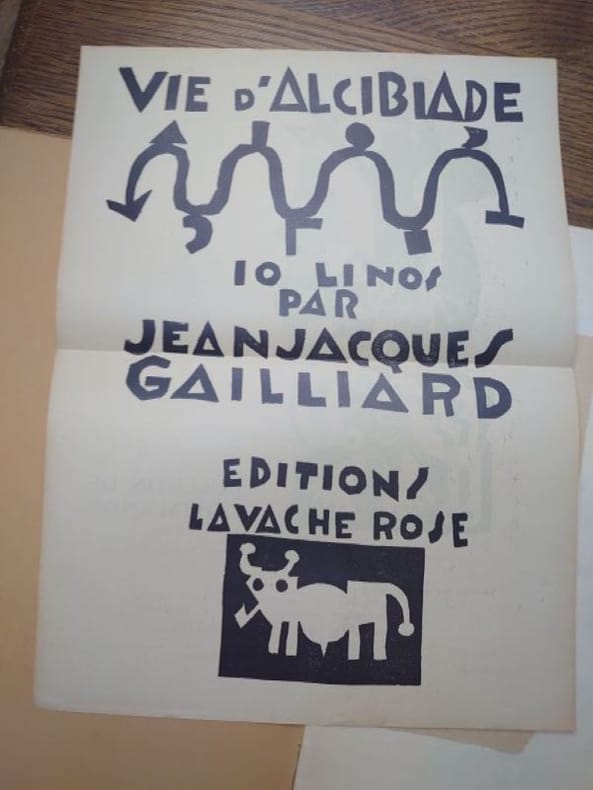 VIE D'ALCIBIADE
10 LINOS
PAR
JEANJACQUES
GAILLIARD
EDITIONS
LAVACHE ROSE